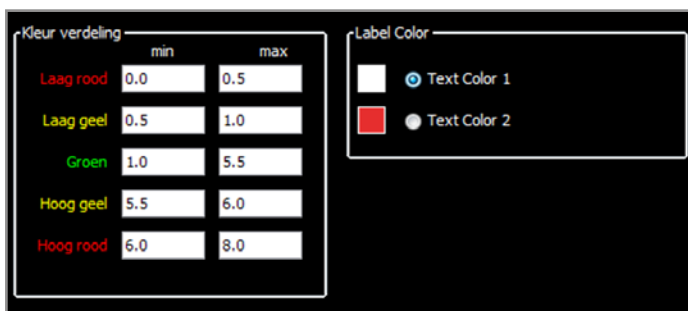 Kleur verdeling
min max
Laag rood 0.0 0.5
Laag geel 0.5 1.0
Groen 1.0 5.5
Hoog geel 5.5 6.0
Hoog rood 6.0 8.0
Label Color
Text Color 1
Text Color 2